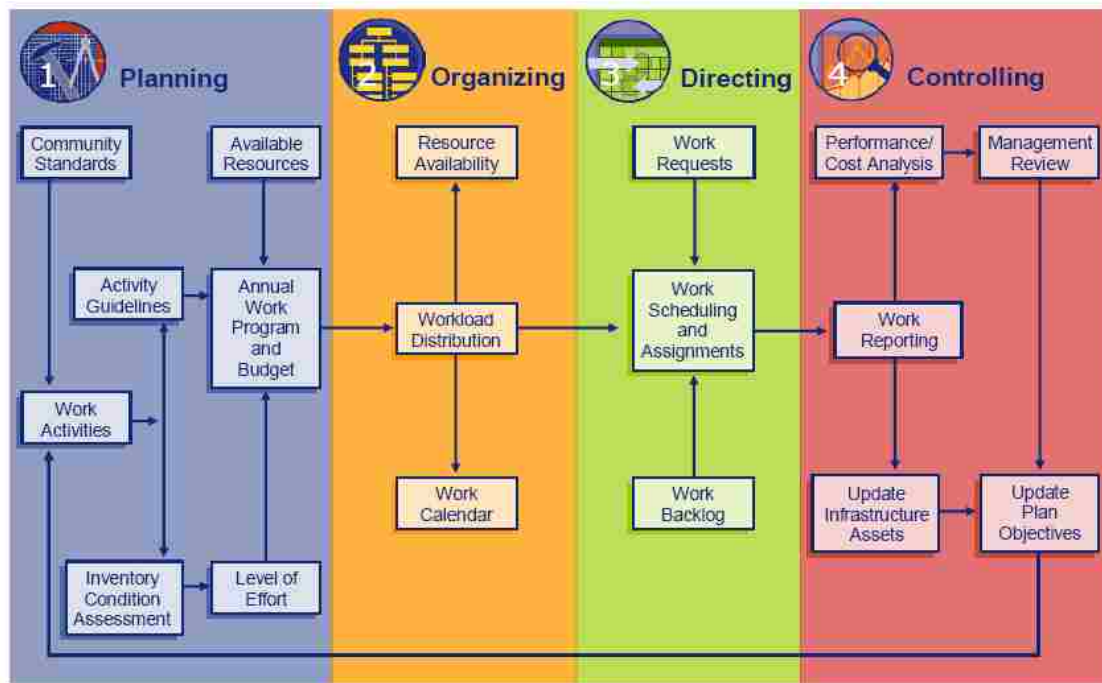 1 Planning
2 Organizing
3 Directing
4 Controlling
Community
Standards
Available
Resources
Activity
Guidelines
Annual
Work
Program
and
Budget
Work
Activities
Inventory
Condition
Assessment
Level of
Effort
Resource
Availability
Workload
Distribution
Work
Calendar
Work
Requests
Work
Scheduling
and
Assignments
Work
Backlog
Performance/
Cost Analysis
Management
Review
Work
Reporting
Update
Infrastructure
Assets
Update
Plan
Objectives